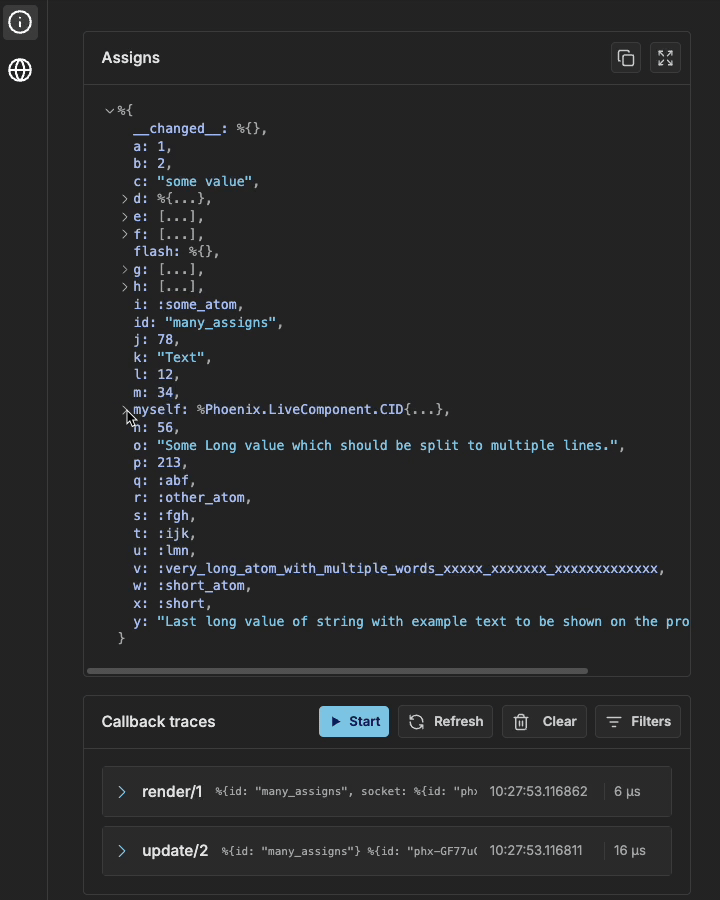 Assigns
%{
__changed__: %{},
a: 1,
b: 2,
c: "some value",
d: %{...},
e: [...],
f: [...],
flash: %{},
g: [...],
h: [...],
i: :some_atom,
id: "many_assigns",
j: 78,
k: "Text",
l: 12,
m: 34,
myself: %Phoenix.LiveComponent.CID{...},
n: 56,
o: "Some Long value which should be split to multiple lines.",
p: 213,
q: :abf,
r: :other_atom,
s: :fgh,
t: :ijk,
u: :lmn,
v: :very_long_atom_with_multiple_words_xxxxx_xxxxxxx_xxxxxxxxxxxxx,
w: :short_atom,
x: :short,
y: "Last long value of string with example text to be shown on the pro
}
Callback traces Start Refresh Clear Filters
render/1 %{id: "many_assigns", socket: %{id: "phx 10:27:53.116862 6 µs
update/2 %{id: "many_assigns"} %{id: "phx-GF77u 10:27:53.116811 16 µs